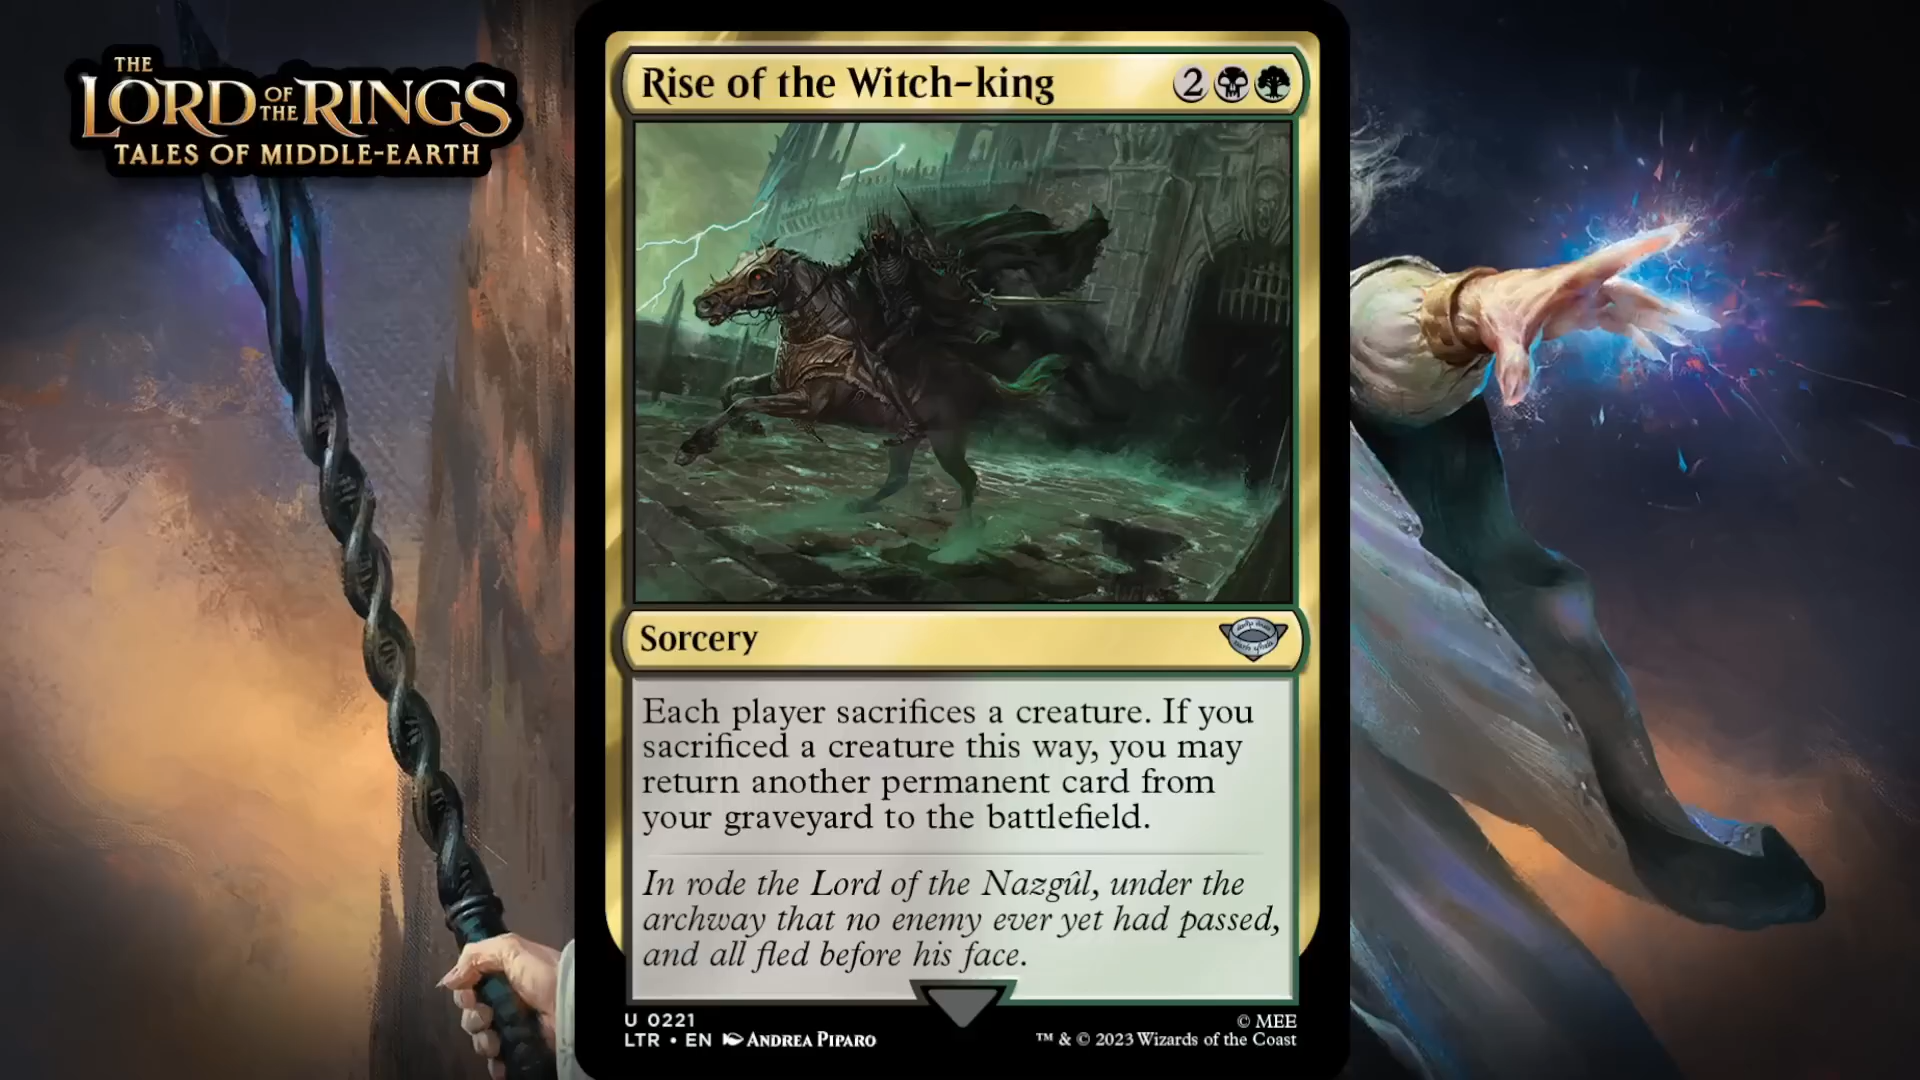 THE
LORD OF THE RINGS
TALES OF MIDDLE-EARTH
Rise of the Witch-king
2
Sorcery
Each player sacrifices a creature. If you
sacrificed a creature this way, you may
return another permanent card from
your graveyard to the battlefield.
In rode the Lord of the Nazgûl, under the
archway that no enemy ever yet had passed,
and all fled before his face.
U 0221
LTR • EN ANDREA PIPARO
© MEE
™ & © 2023 Wizards of the Coast